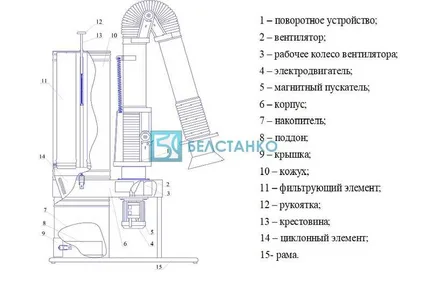 12
13
10
11
14
7
8
9
2
3
6
5
4
15
БЕЛСТАНКО
1 – поворотное устройство;
2 – вентилятор;
3 – рабочее колесо вентилятора;
4 – электродвигатель;
5 – магнитный пускатель;
6 – корпус;
7 – накопитель;
8 – поддон;
9 – крышка;
10 – кожух;
11 – фильтрующий элемент;
12 – рукоятка;
13 – крестовина;
14 – циклонный элемент;
15- рама.